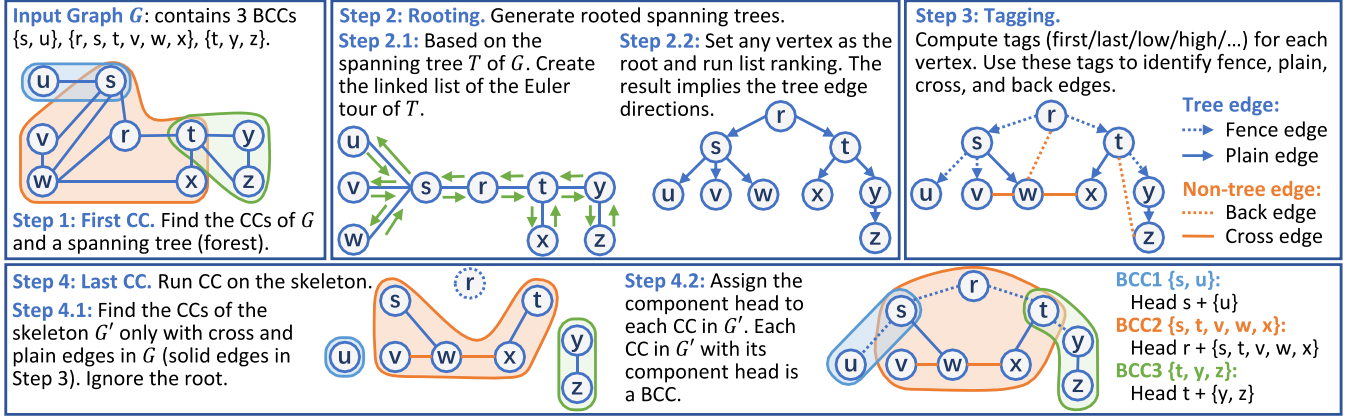 Input Graph G: contains 3 BCCs
{s, u}, {r, s, t, v, w, x}, {t, y, z}.
u s
v r t y
w x z
Step 1: First CC. Find the CCs of G
and a spanning tree (forest).
Step 2: Rooting. Generate rooted spanning trees.
Step 2.1: Based on the
spanning tree T of G. Create
the linked list of the Euler
tour of T.
u
v s r t y
w x z
Step 2.2: Set any vertex as the
root and run list ranking. The
result implies the tree edge
directions.
r
s t
u v w x y
z
Step 3: Tagging.
Compute tags (first/last/low/high/...) for each
vertex. Use these tags to identify fence, plain,
cross, and back edges.
r
s t
u v w x y
z
Tree edge:
Fence edge
Plain edge
Non-tree edge:
Back edge
Cross edge
Step 4: Last CC. Run CC on the skeleton.
Step 4.1: Find the CCs of the
skeleton G′ only with cross and
plain edges in G (solid edges in
Step 3). Ignore the root.
r
s t
u v w x y
z
Step 4.2: Assign the
component head to
each CC in G′. Each
CC in G′ with its
component head is
a BCC.
r
s t
u v w x y
z
BCC1 {s, u}:
Head s + {u}
BCC2 {s, t, v, w, x}:
Head r + {s, t, v, w, x}
BCC3 {t, y, z}:
Head t + {y, z}